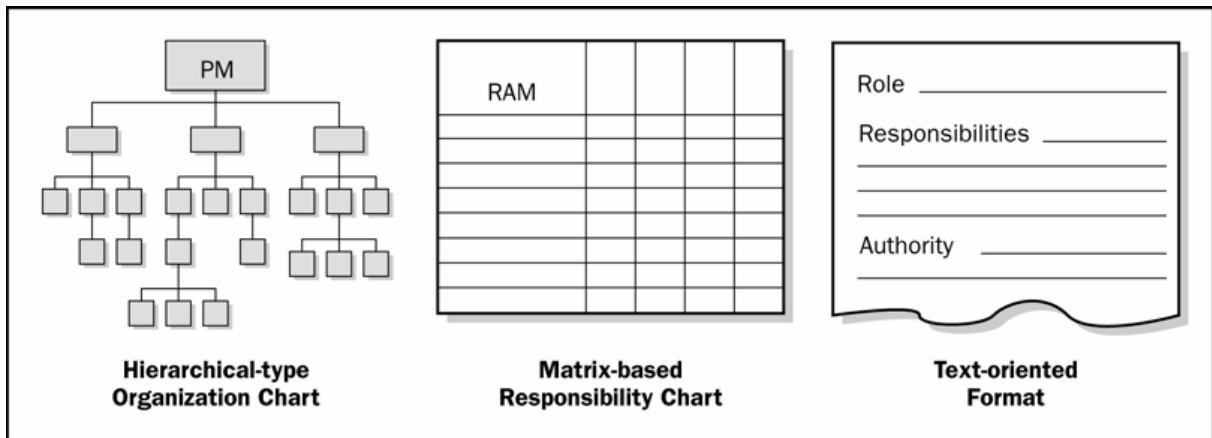 PM
RAM
Role
Responsibilities
Authority
Hierarchical-type
Organization Chart
Matrix-based
Responsibility Chart
Text-oriented
Format